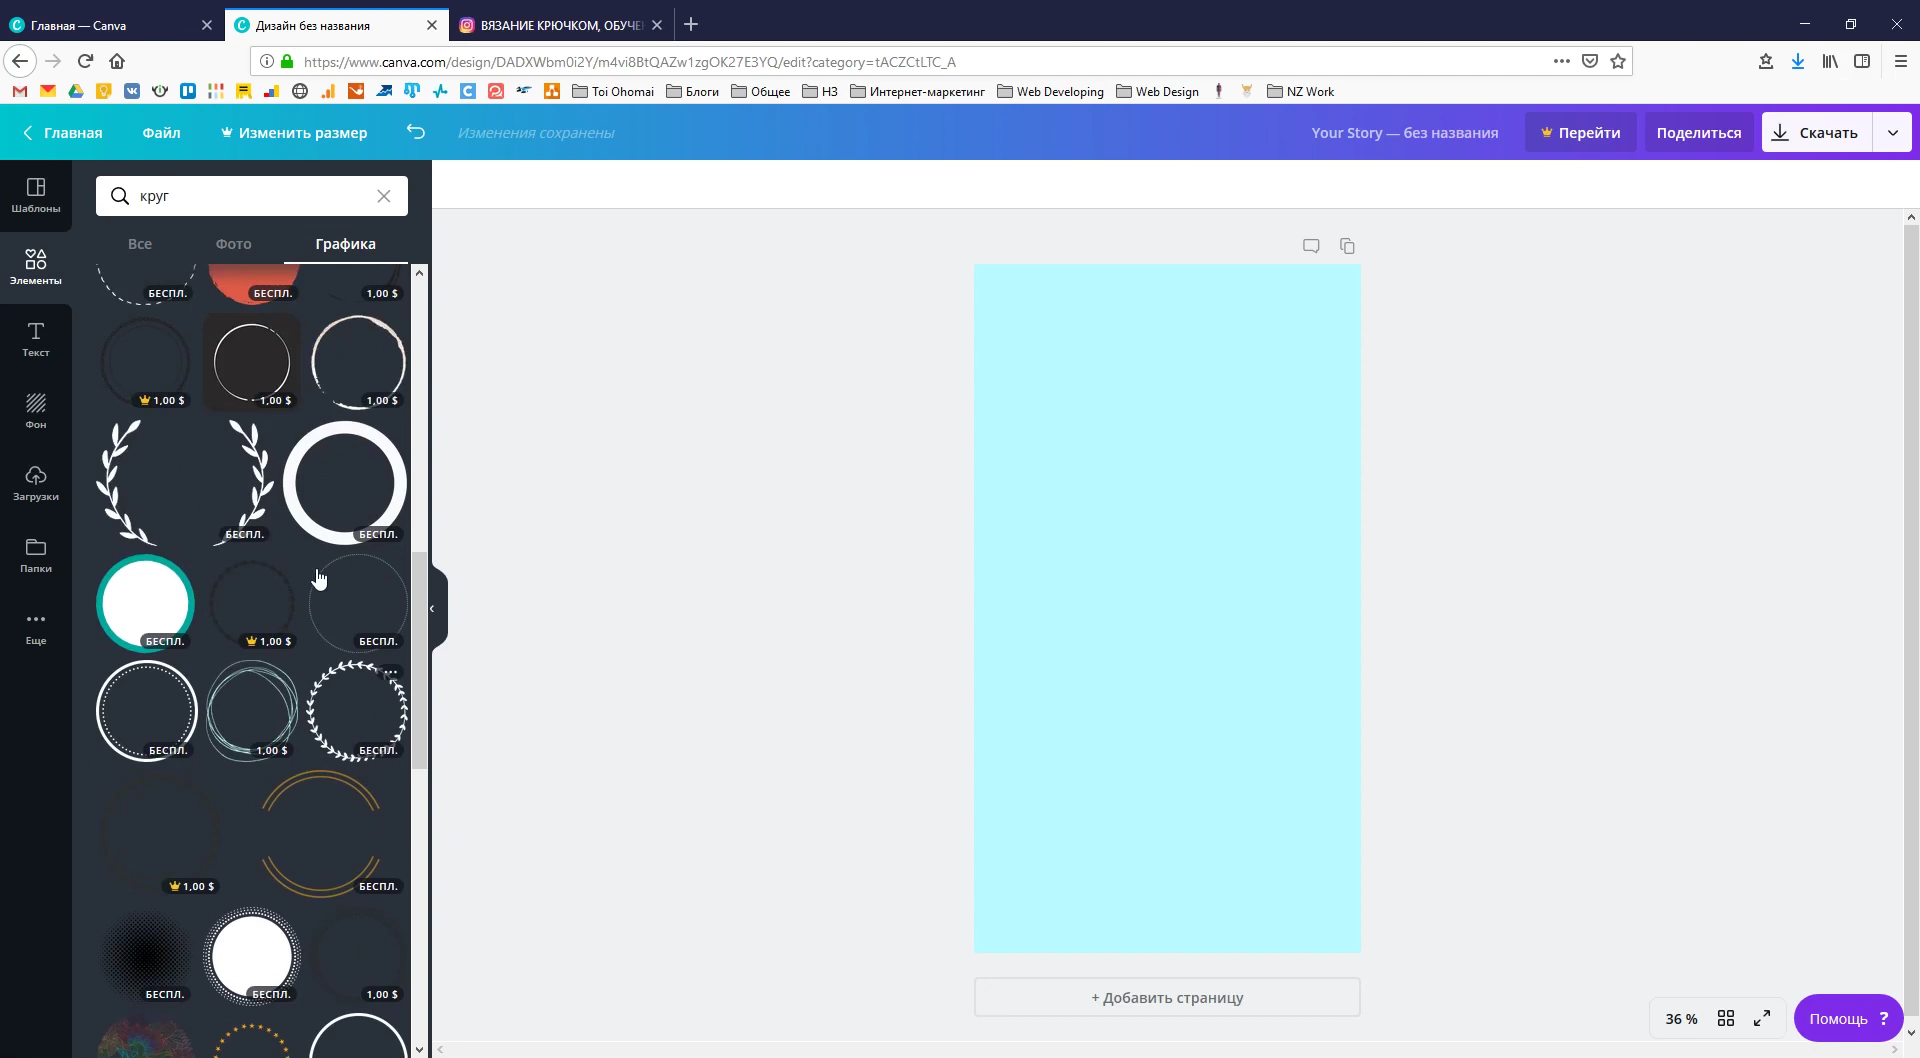 Главная — Canva
Дизайн без названия
ВЯЗАНИЕ КРЮЧКОМ, ОБУЧЕ
https://www.canva.com/design/DADXWbm0i2Y/m4vi8BtQAZw1zgOK27E3YQ/edit?category=tACZCtLTC_A
Toi Ohomai
Блоги
Общее
НЗ
Интернет-маркетинг
Web Developing
Web Design
NZ Work
Главная
Файл
Изменить размер
Изменения сохранены
Your Story — без названия
Перейти
Поделиться
Скачать
Шаблоны
Элементы
Текст
Фон
Загрузки
Папки
Еще
круг
Все
Фото
Графика
БЕСПЛ.
БЕСПЛ.
1,00 $
1,00 $
1,00 $
1,00 $
БЕСПЛ.
БЕСПЛ.
БЕСПЛ.
1,00 $
БЕСПЛ.
БЕСПЛ.
1,00 $
БЕСПЛ.
1,00 $
БЕСПЛ.
БЕСПЛ.
БЕСПЛ.
1,00 $
+ Добавить страницу
36 %
Помощь ?